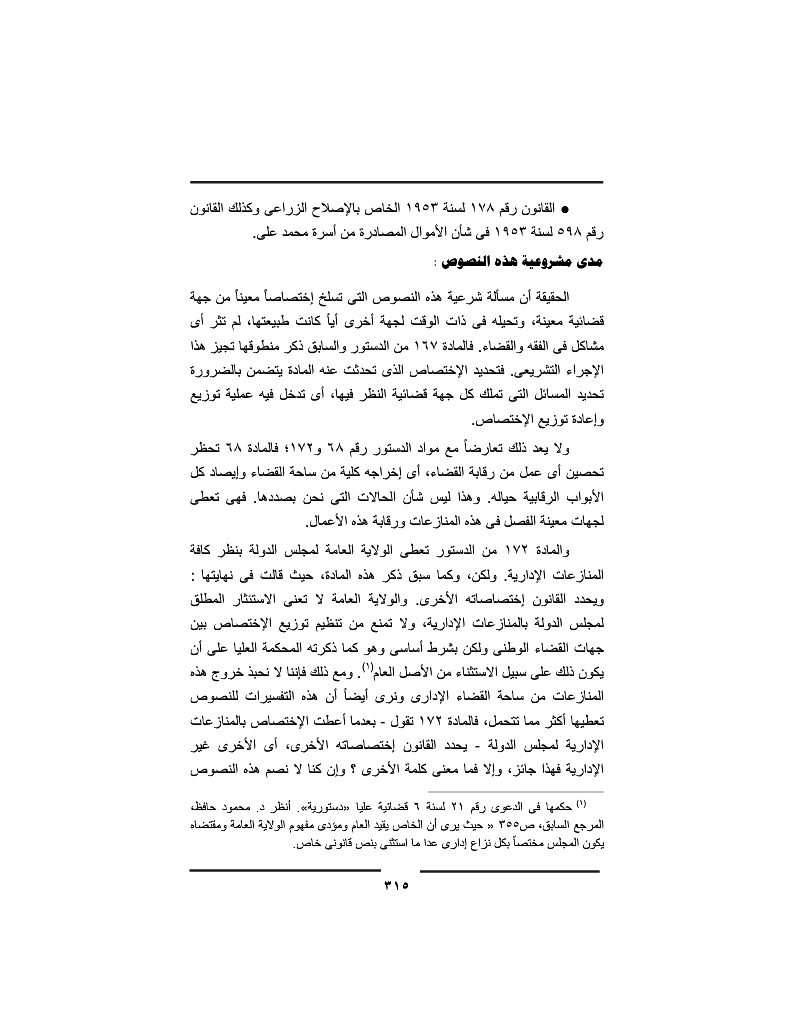 ● القانون رقم ١٧٨ لسنة ١٩٥٣ الخاص بالإصلاح الزراعى وكذلك القانون
رقم ٥٩٨ لسنة ١٩٥٣ فى شأن الأموال المصادرة من أسرة محمد على.
مدى مشروعية هذه النصوص :
الحقيقة أن مسألة شرعية هذه النصوص التى تسلخ إختصاصاً معيناً من جهة
قضائية معينة، وتحيله فى ذات الوقت لجهة أخرى أياً كانت طبيعتها، لم تثر أى
مشاكل فى الفقه والقضاء. فالمادة ١٦٧ من الدستور والسابق ذكر منطوقها تجيز هذا
الإجراء التشريعى. فتحديد الإختصاص الذى تحدثت عنه المادة يتضمن بالضرورة
تحديد المسائل التى تملك كل جهة قضائية النظر فيها، أى تدخل فيه عملية توزيع
وإعادة توزيع الإختصاص.
ولا يعد ذلك تعارضاً مع مواد الدستور رقم ٦٨ و١٧٢؛ فالمادة ٦٨ تحظر
تحصين أى عمل من رقابة القضاء، أى إخراجه كلية من ساحة القضاء وإيصاد كل
الأبواب الرقابية حياله. وهذا ليس شأن الحالات التى نحن بصددها. فهى تعطى
لجهات معينة الفصل فى هذه المنازعات ورقابة هذه الأعمال.
والمادة ١٧٢ من الدستور تعطى الولاية العامة لمجلس الدولة بنظر كافة
المنازعات الإدارية. ولكن، وكما سبق ذكر هذه المادة، حيث قالت فى نهايتها :
ويحدد القانون إختصاصاته الأخرى. والولاية العامة لا تعنى الاستئثار المطلق
لمجلس الدولة بالمنازعات الإدارية، ولا تمنع من تنظيم توزيع الإختصاص بين
جهات القضاء الوطنى ولكن بشرط أساسى وهو كما ذكرته المحكمة العليا على أن
يكون ذلك على سبيل الاستثناء من الأصل العام(١). ومع ذلك فإننا لا نحبذ خروج هذه
المنازعات من ساحة القضاء الإدارى ونرى أيضاً أن هذه التفسيرات للنصوص
تعطيها أكثر مما تتحمل، فالمادة ١٧٢ تقول - بعدما أعطت الإختصاص بالمنازعات
الإدارية لمجلس الدولة - يحدد القانون إختصاصاته الأخرى، أى الأخرى غير
الإدارية فهذا جائز، وإلا فما معنى كلمة الأخرى ؟ وإن كنا لا نصم هذه النصوص
(١) حكمها فى الدعوى رقم ٢١ لسنة ٦ قضائية عليا «دستورية». أنظر د. محمود حافظ،
المرجع السابق، ص٣٥٥ « حيث يرى أن الخاص يقيد العام ومؤدى مفهوم الولاية العامة ومقتضاه
يكون المجلس مختصاً بكل نزاع إدارى عدا ما استثنى بنص قانونى خاص.
٣١٥